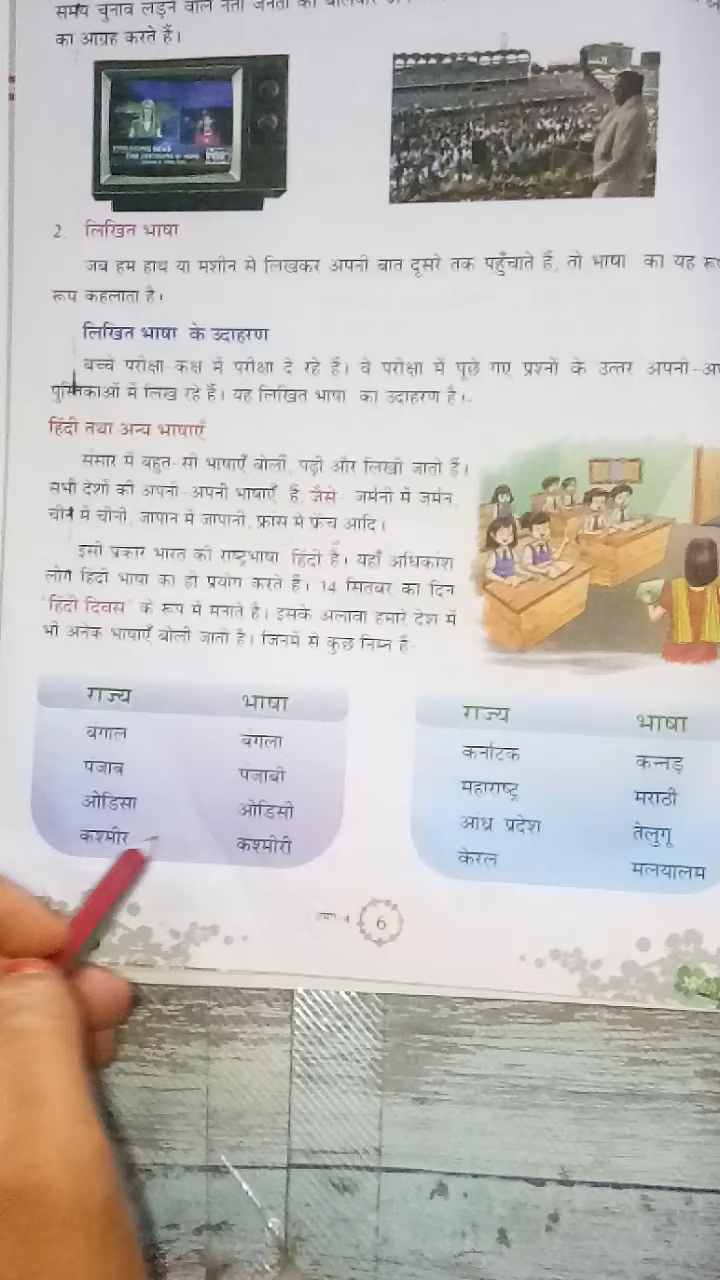 समय चुनाव लड़ने वाले नेता जनता को बोलकर
का आग्रह करते हैं।
2. लिखित भाषा
जब हम हाथ या मशीन से लिखकर अपनी बात दूसरे तक पहुँचाते हैं, तो भाषा का यह
रूप कहलाता है।
लिखित भाषा के उदाहरण
बच्चे परीक्षा-कक्ष में परीक्षा दे रहे हैं। वे परीक्षा में पूछे गए प्रश्नों के उत्तर अपनी-
पुस्तिकाओं में लिख रहे हैं। यह लिखित भाषा का उदाहरण है।
हिंदी तथा अन्य भाषाएँ
संसार में बहुत-सी भाषाएँ बोली, पढ़ी और लिखी जाती हैं।
सभी देशों की अपनी-अपनी भाषाएँ हैं, जैसे- जर्मनी में जर्मन,
चीन में चीनी, जापान में जापानी, फ्रांस में फ्रेंच आदि।
इसी प्रकार भारत की राष्ट्रभाषा हिंदी है। यहाँ अधिकांश
लोग हिंदी भाषा का ही प्रयोग करते हैं। 14 सितंबर का दिन
'हिंदी दिवस' के रूप में मनाते हैं। इसके अलावा हमारे देश में
भी अनेक भाषाएँ बोली जाती हैं। जिनमें से कुछ निम्न हैं-
राज्य भाषा
बंगाल बंगला
पंजाब पंजाबी
ओडिसा ओडिसी
कश्मीर कश्मीरी
राज्य भाषा
कर्नाटक कन्नड़
महाराष्ट्र मराठी
आंध्र प्रदेश तेलुगू
केरल मलयालम
6